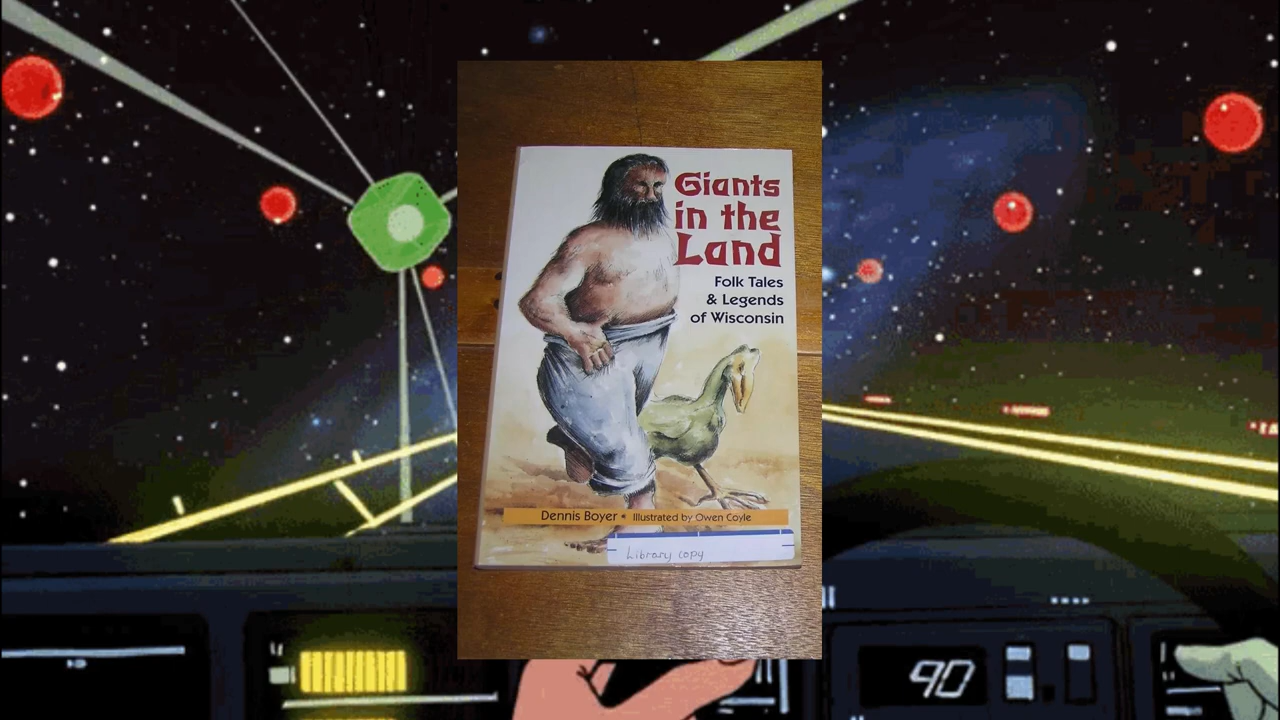 Giants
in the
Land
Folk Tales
& Legends
of Wisconsin
Dennis Boyer • Illustrated by Owen Coyle
Library copy
90